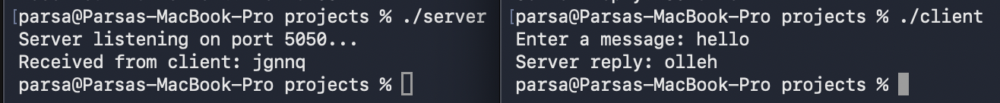 [parsa@Parsas-MacBook-Pro projects % ./server
Server listening on port 5050...
Received from client: jgnnq
parsa@Parsas-MacBook-Pro projects %
[parsa@Parsas-MacBook-Pro projects % ./client
Enter a message: hello
Server reply: olleh
parsa@Parsas-MacBook-Pro projects %